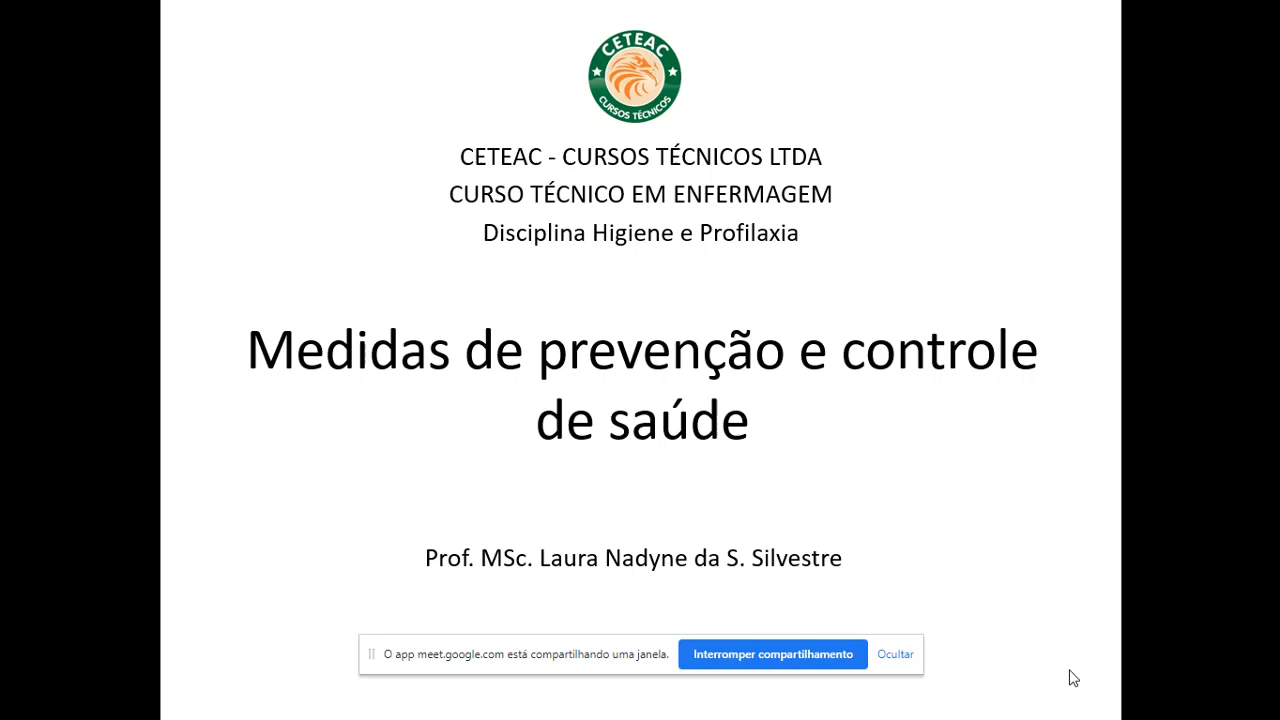 CETEAC
CURSOS TÉCNICOS
CETEAC - CURSOS TÉCNICOS LTDA
CURSO TÉCNICO EM ENFERMAGEM
Disciplina Higiene e Profilaxia
Medidas de prevenção e controle
de saúde
Prof. MSc. Laura Nadyne da S. Silvestre
O app meet.google.com está compartilhando uma janela. Interromper compartilhamento Ocultar